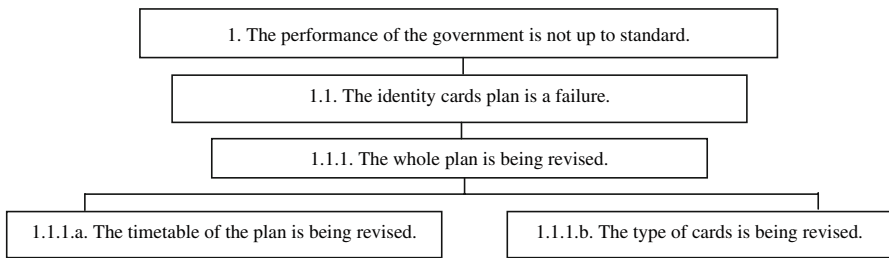 1. The performance of the government is not up to standard.
1.1. The identity cards plan is a failure.
1.1.1. The whole plan is being revised.
1.1.1.a. The timetable of the plan is being revised.
1.1.1.b. The type of cards is being revised.